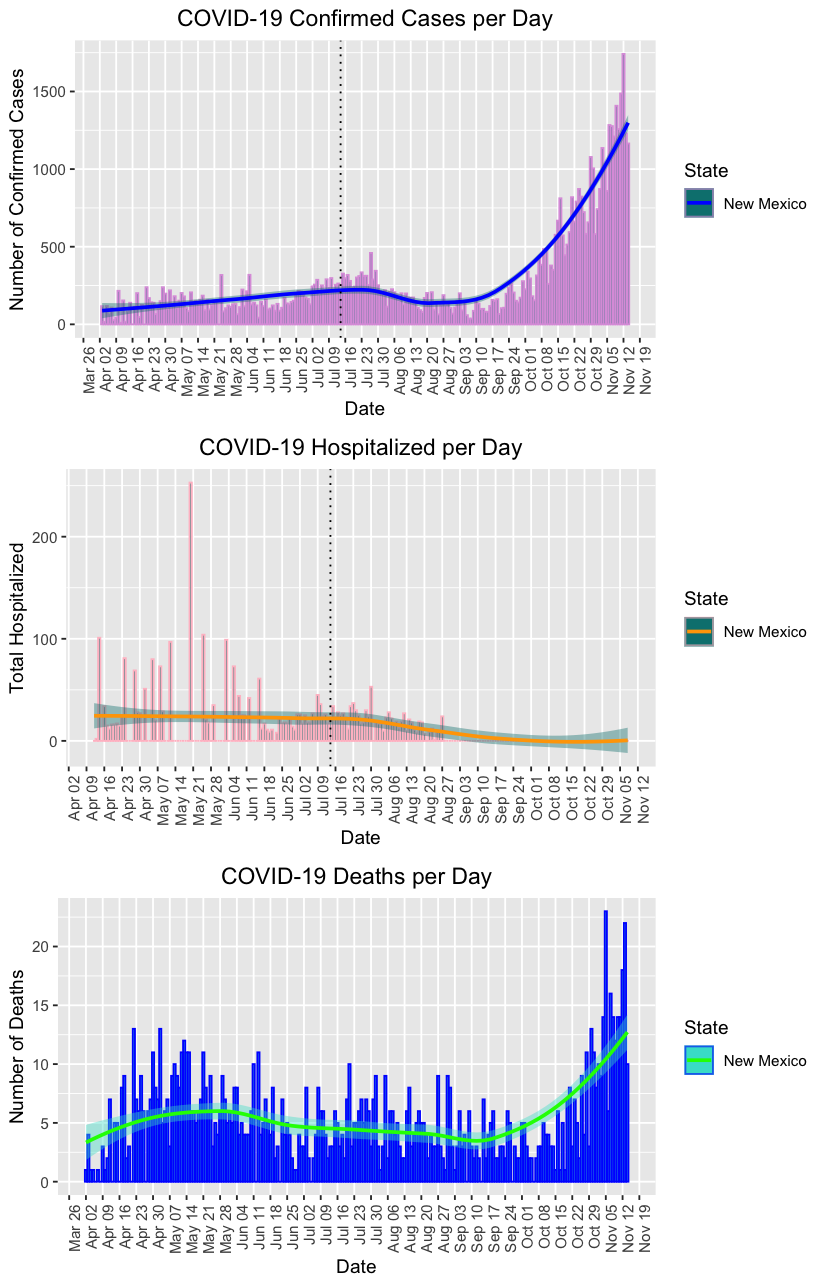 COVID-19 Confirmed Cases per Day
Number of Confirmed Cases
1500
1000
500
0
Mar 26
Apr 02
Apr 09
Apr 16
Apr 23
Apr 30
May 07
May 14
May 21
May 28
Jun 04
Jun 11
Jun 18
Jun 25
Jul 02
Jul 09
Jul 16
Jul 23
Jul 30
Aug 06
Aug 13
Aug 20
Aug 27
Sep 03
Sep 10
Sep 17
Sep 24
Oct 01
Oct 08
Oct 15
Oct 22
Oct 29
Nov 05
Nov 12
Nov 19
Date
State
New Mexico
COVID-19 Hospitalized per Day
Total Hospitalized
200
100
0
Apr 02
Apr 09
Apr 16
Apr 23
Apr 30
May 07
May 14
May 21
May 28
Jun 04
Jun 11
Jun 18
Jun 25
Jul 02
Jul 09
Jul 16
Jul 23
Jul 30
Aug 06
Aug 13
Aug 20
Aug 27
Sep 03
Sep 10
Sep 17
Sep 24
Oct 01
Oct 08
Oct 15
Oct 22
Oct 29
Nov 05
Nov 12
Date
State
New Mexico
COVID-19 Deaths per Day
Number of Deaths
20
15
10
5
0
Mar 26
Apr 02
Apr 09
Apr 16
Apr 23
Apr 30
May 07
May 14
May 21
May 28
Jun 04
Jun 11
Jun 18
Jun 25
Jul 02
Jul 09
Jul 16
Jul 23
Jul 30
Aug 06
Aug 13
Aug 20
Aug 27
Sep 03
Sep 10
Sep 17
Sep 24
Oct 01
Oct 08
Oct 15
Oct 22
Oct 29
Nov 05
Nov 12
Nov 19
Date
State
New Mexico